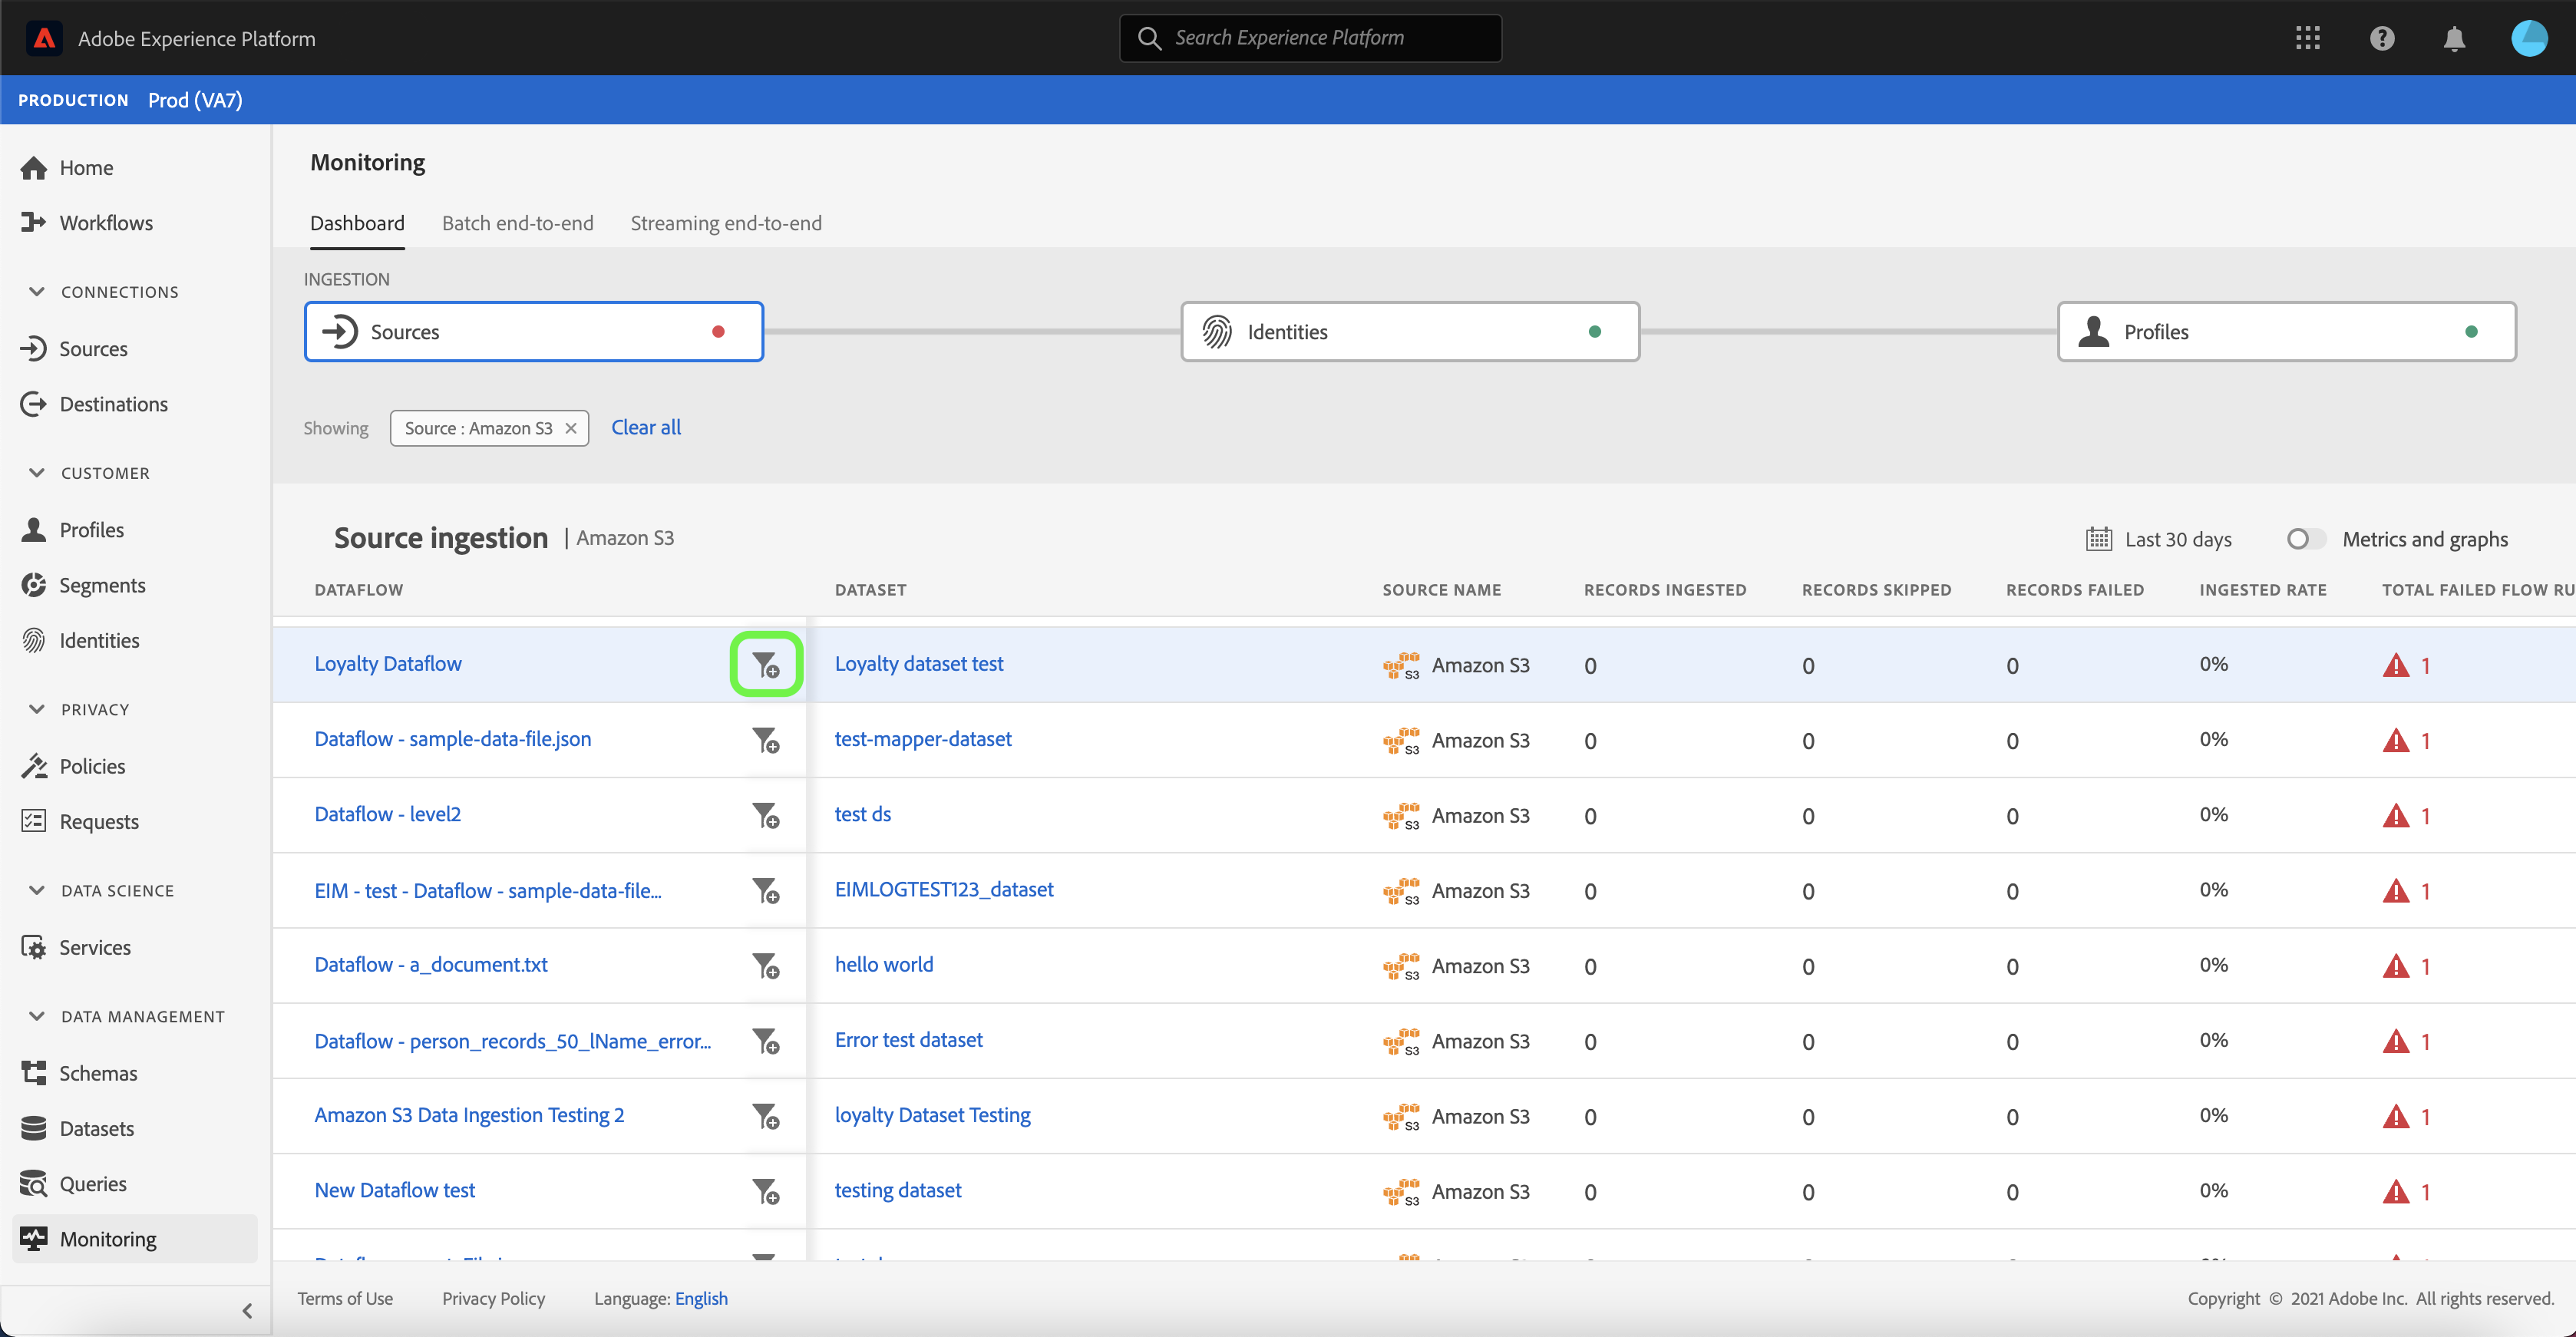 Adobe Experience Platform
Search Experience Platform
PRODUCTION Prod (VA7)
Home
Workflows
CONNECTIONS
Sources
Destinations
CUSTOMER
Profiles
Segments
Identities
PRIVACY
Policies
Requests
DATA SCIENCE
Services
DATA MANAGEMENT
Schemas
Datasets
Queries
Monitoring
Monitoring
Dashboard Batch end-to-end Streaming end-to-end
INGESTION
Sources Identities Profiles
Showing Source : Amazon S3 Clear all
Source ingestion | Amazon S3 Last 30 days Metrics and graphs
DATAFLOW DATASET SOURCE NAME RECORDS INGESTED RECORDS SKIPPED RECORDS FAILED INGESTED RATE TOTAL FAILED FLOW RU
Loyalty Dataflow Loyalty dataset test S3 Amazon S3 0 0 0 0% 1
Dataflow - sample-data-file.json test-mapper-dataset S3 Amazon S3 0 0 0 0% 1
Dataflow - level2 test ds S3 Amazon S3 0 0 0 0% 1
EIM - test - Dataflow - sample-data-file... EIMLOGTEST123_dataset S3 Amazon S3 0 0 0 0% 1
Dataflow - a_document.txt hello world S3 Amazon S3 0 0 0 0% 1
Dataflow - person_records_50_lName_error... Error test dataset S3 Amazon S3 0 0 0 0% 1
Amazon S3 Data Ingestion Testing 2 loyalty Dataset Testing S3 Amazon S3 0 0 0 0% 1
New Dataflow test testing dataset S3 Amazon S3 0 0 0 0% 1
Terms of Use Privacy Policy Language: English Copyright © 2021 Adobe Inc. All rights reserved.